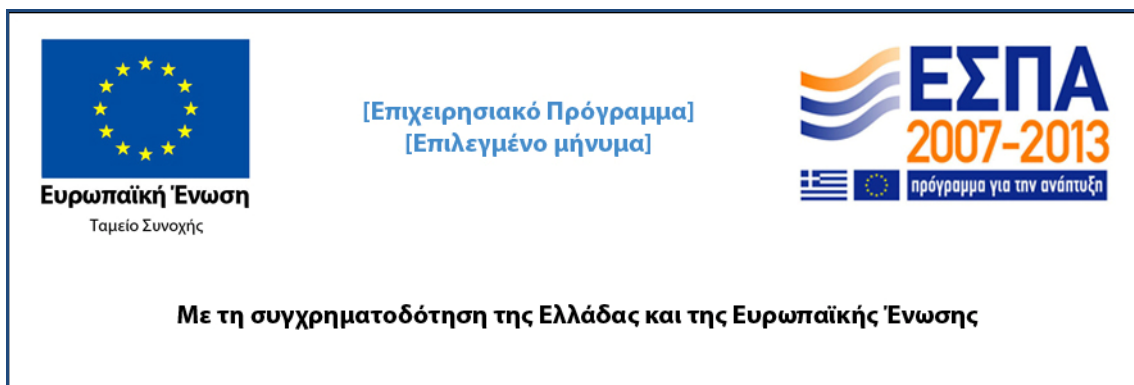 Ευρωπαϊκή Ένωση
Ταμείο Συνοχής
[Επιχειρησιακό Πρόγραμμα]
[Επιλεγμένο μήνυμα]
ΕΣΠΑ
2007-2013
πρόγραμμα για την ανάπτυξη
Με τη συγχρηματοδότηση της Ελλάδας και της Ευρωπαϊκής Ένωσης